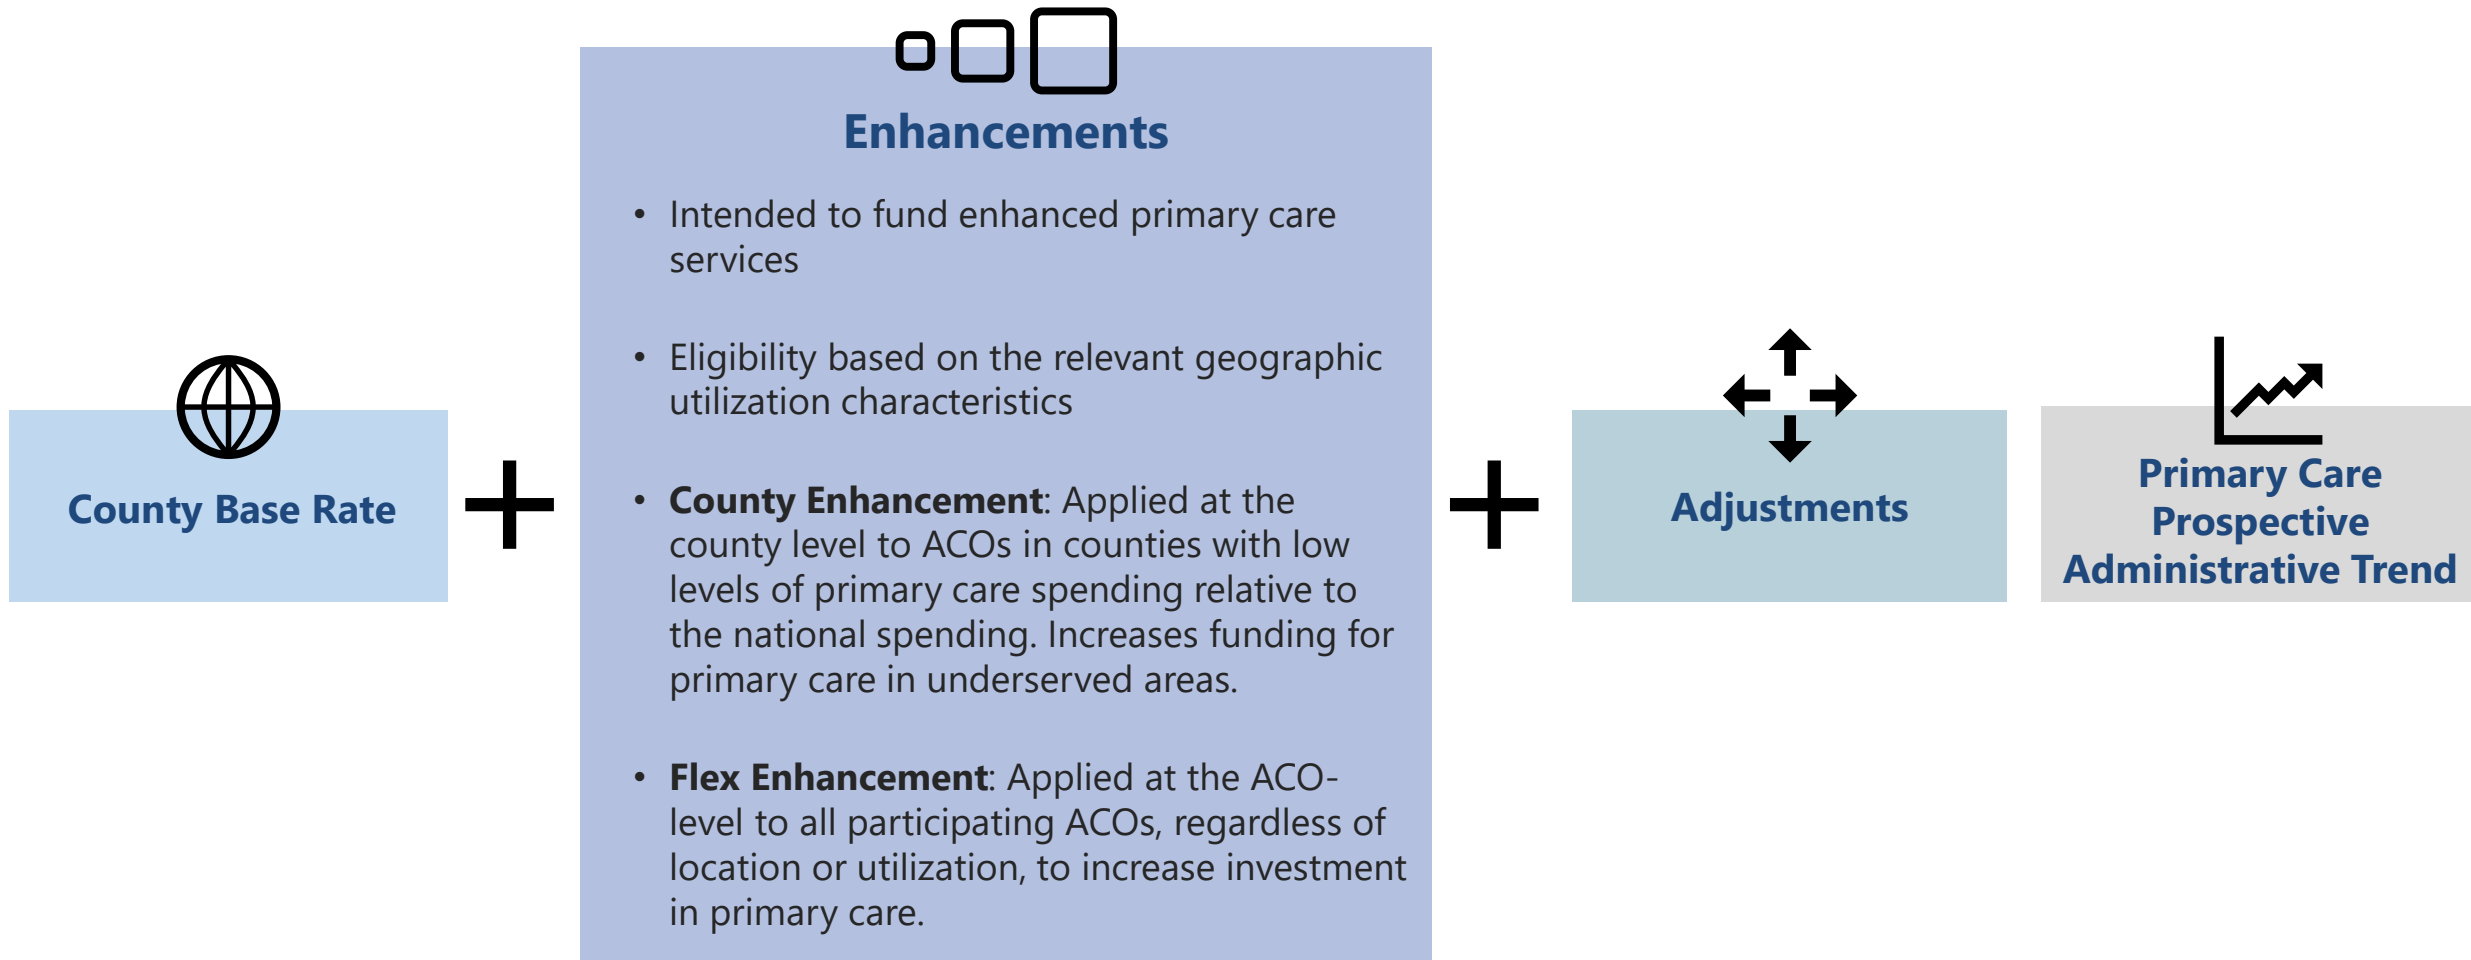 County Base Rate
Enhancements
• Intended to fund enhanced primary care
services
• Eligibility based on the relevant geographic
utilization characteristics
• County Enhancement: Applied at the
county level to ACOs in counties with low
levels of primary care spending relative to
the national spending. Increases funding for
primary care in underserved areas.
• Flex Enhancement: Applied at the ACO-
level to all participating ACOs, regardless of
location or utilization, to increase investment
in primary care.
Adjustments
Primary Care
Prospective
Administrative Trend